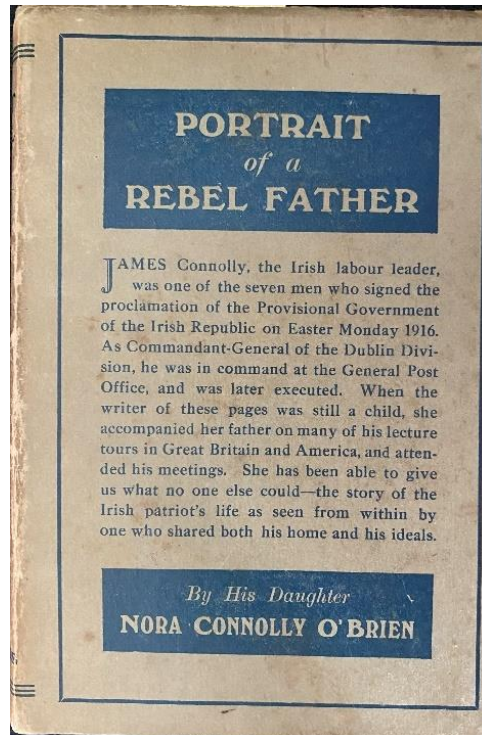 PORTRAIT
of a
REBEL FATHER
JAMES Connolly, the Irish labour leader,
was one of the seven men who signed the
proclamation of the Provisional Government
of the Irish Republic on Easter Monday 1916.
As Commandant-General of the Dublin Divi-
sion, he was in command at the General Post
Office, and was later executed. When the
writer of these pages was still a child, she
accompanied her father on many of his lecture
tours in Great Britain and America, and atten-
ded his meetings. She has been able to give
us what no one else could—the story of the
Irish patriot's life as seen from within by
one who shared both his home and his ideals.
By His Daughter
NORA CONNOLLY O'BRIEN